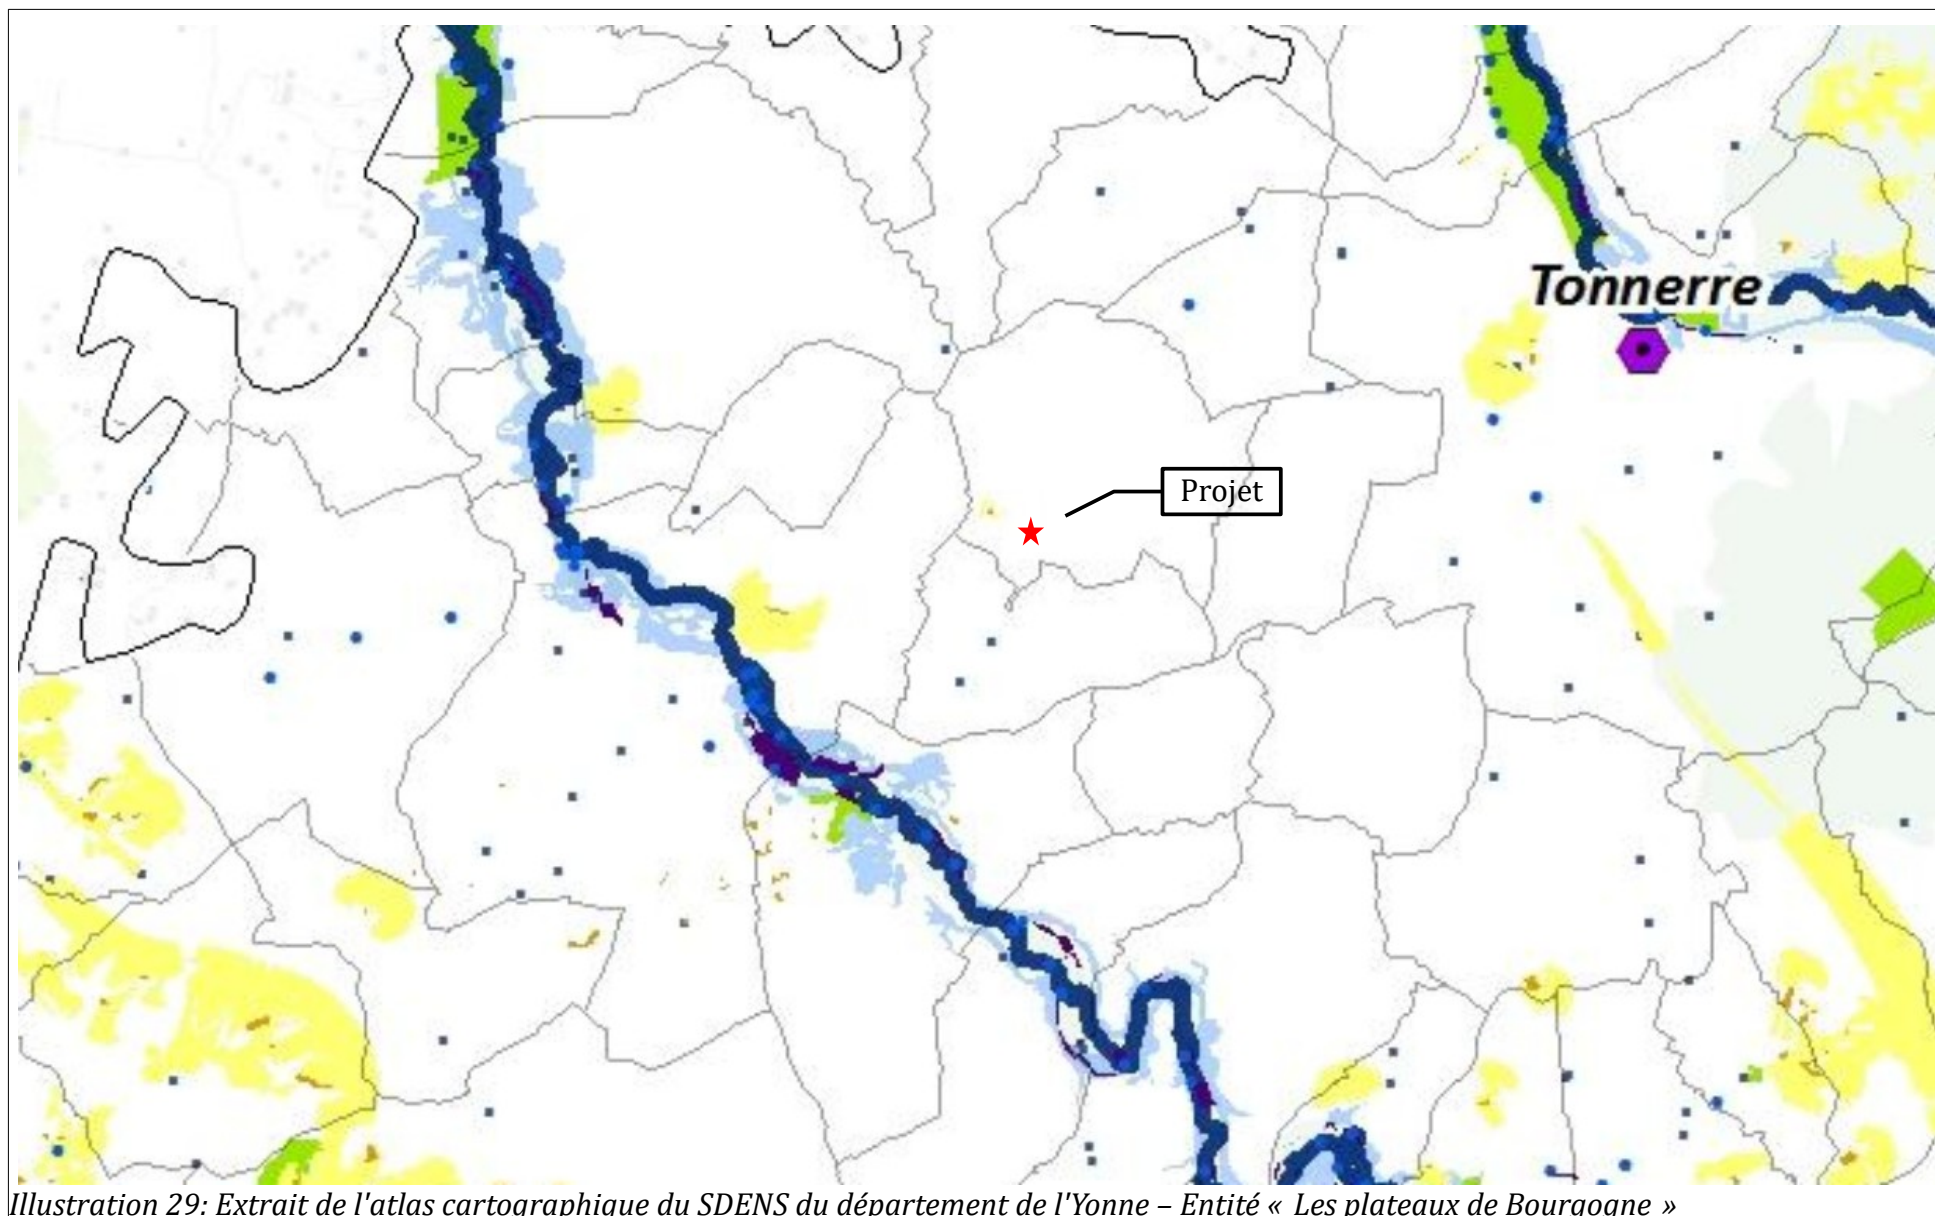 Tonnerre
Projet
Illustration 29: Extrait de l'atlas cartographique du SDENS du département de l'Yonne – Entité « Les plateaux de Bourgogne »